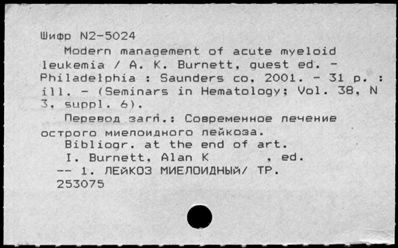 Шифр N2-5024
Modern management of acute myeloid
leukemia / A. K. Burnett, guest ed. -
Philadelphia : Saunders co, 2001. - 31 p. :
ill. - (Seminars in Hematology; Vol. 38, N
3, suppl. 6).
Перевод загл.: Современное лечение
острого миелоидного лейкоза.
Bibliogr. at the end of art.
I. Burnett, Alan K , ed.
-- 1. ЛЕЙКОЗ МИЕЛОИДНЫЙ/ ТР.
253075